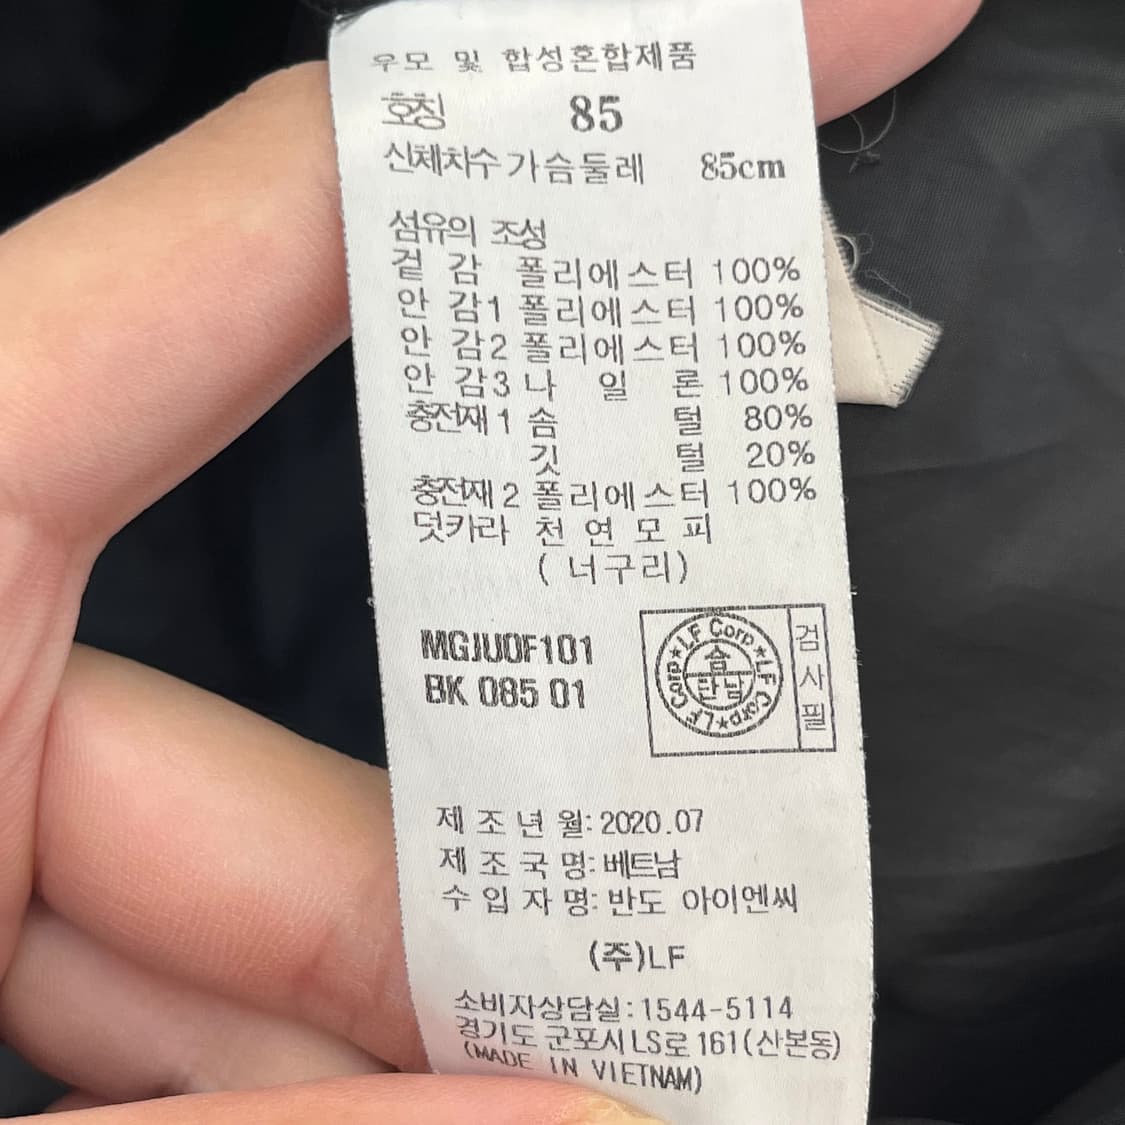 우모 및 합성혼합제품
호칭 85
신체치수 가슴둘레 85cm
섬유의 조성
겉 감 폴리에스터 100%
안 감1 폴리에스터 100%
안 감2 폴리에스터 100%
안 감3 나 일 론 100%
충전재1 솜 털 80%
깃 털 20%
충전재2 폴리에스터 100%
덧카라 천 연 모 피
( 너구리)
MGJU0F101
BK 085 01
LF Corp★LF Corp★LF Corp★
솜
탄남
검사필
제 조 년 월: 2020.07
제 조 국 명: 베트남
수 입 자 명: 반도 아이엔씨
(주)LF
소비자상담실:1544-5114
경기도 군포시 LS로 161(산본동)
(MADE IN VIETNAM)